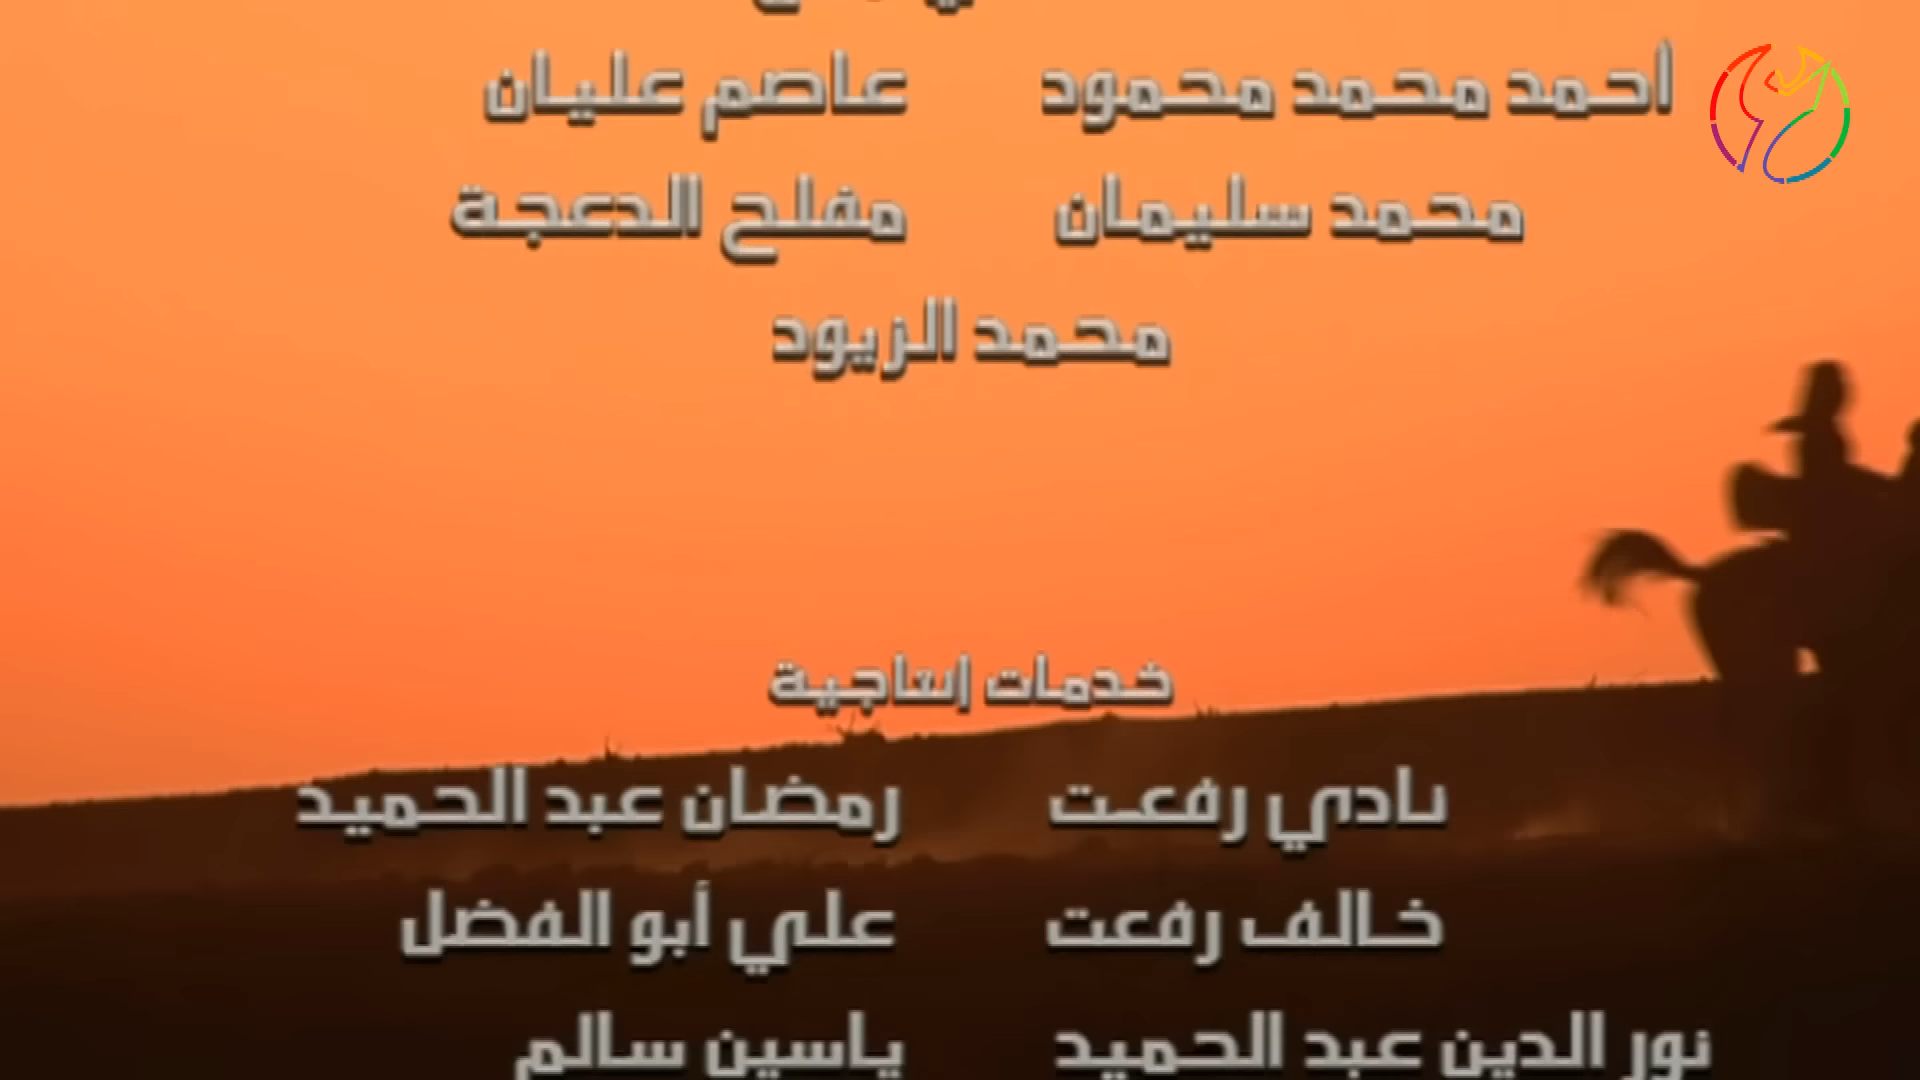 أحمد محمد محمود عاصم عليان
محمد سليمان مفلح الدعجة
محمد الزيود
خدمات إنتاجية
نادي رفعت رمضان عبد الحميد
خالف رفعت علي أبو الفضل
نور الدين عبد الحميد ياسين سالم